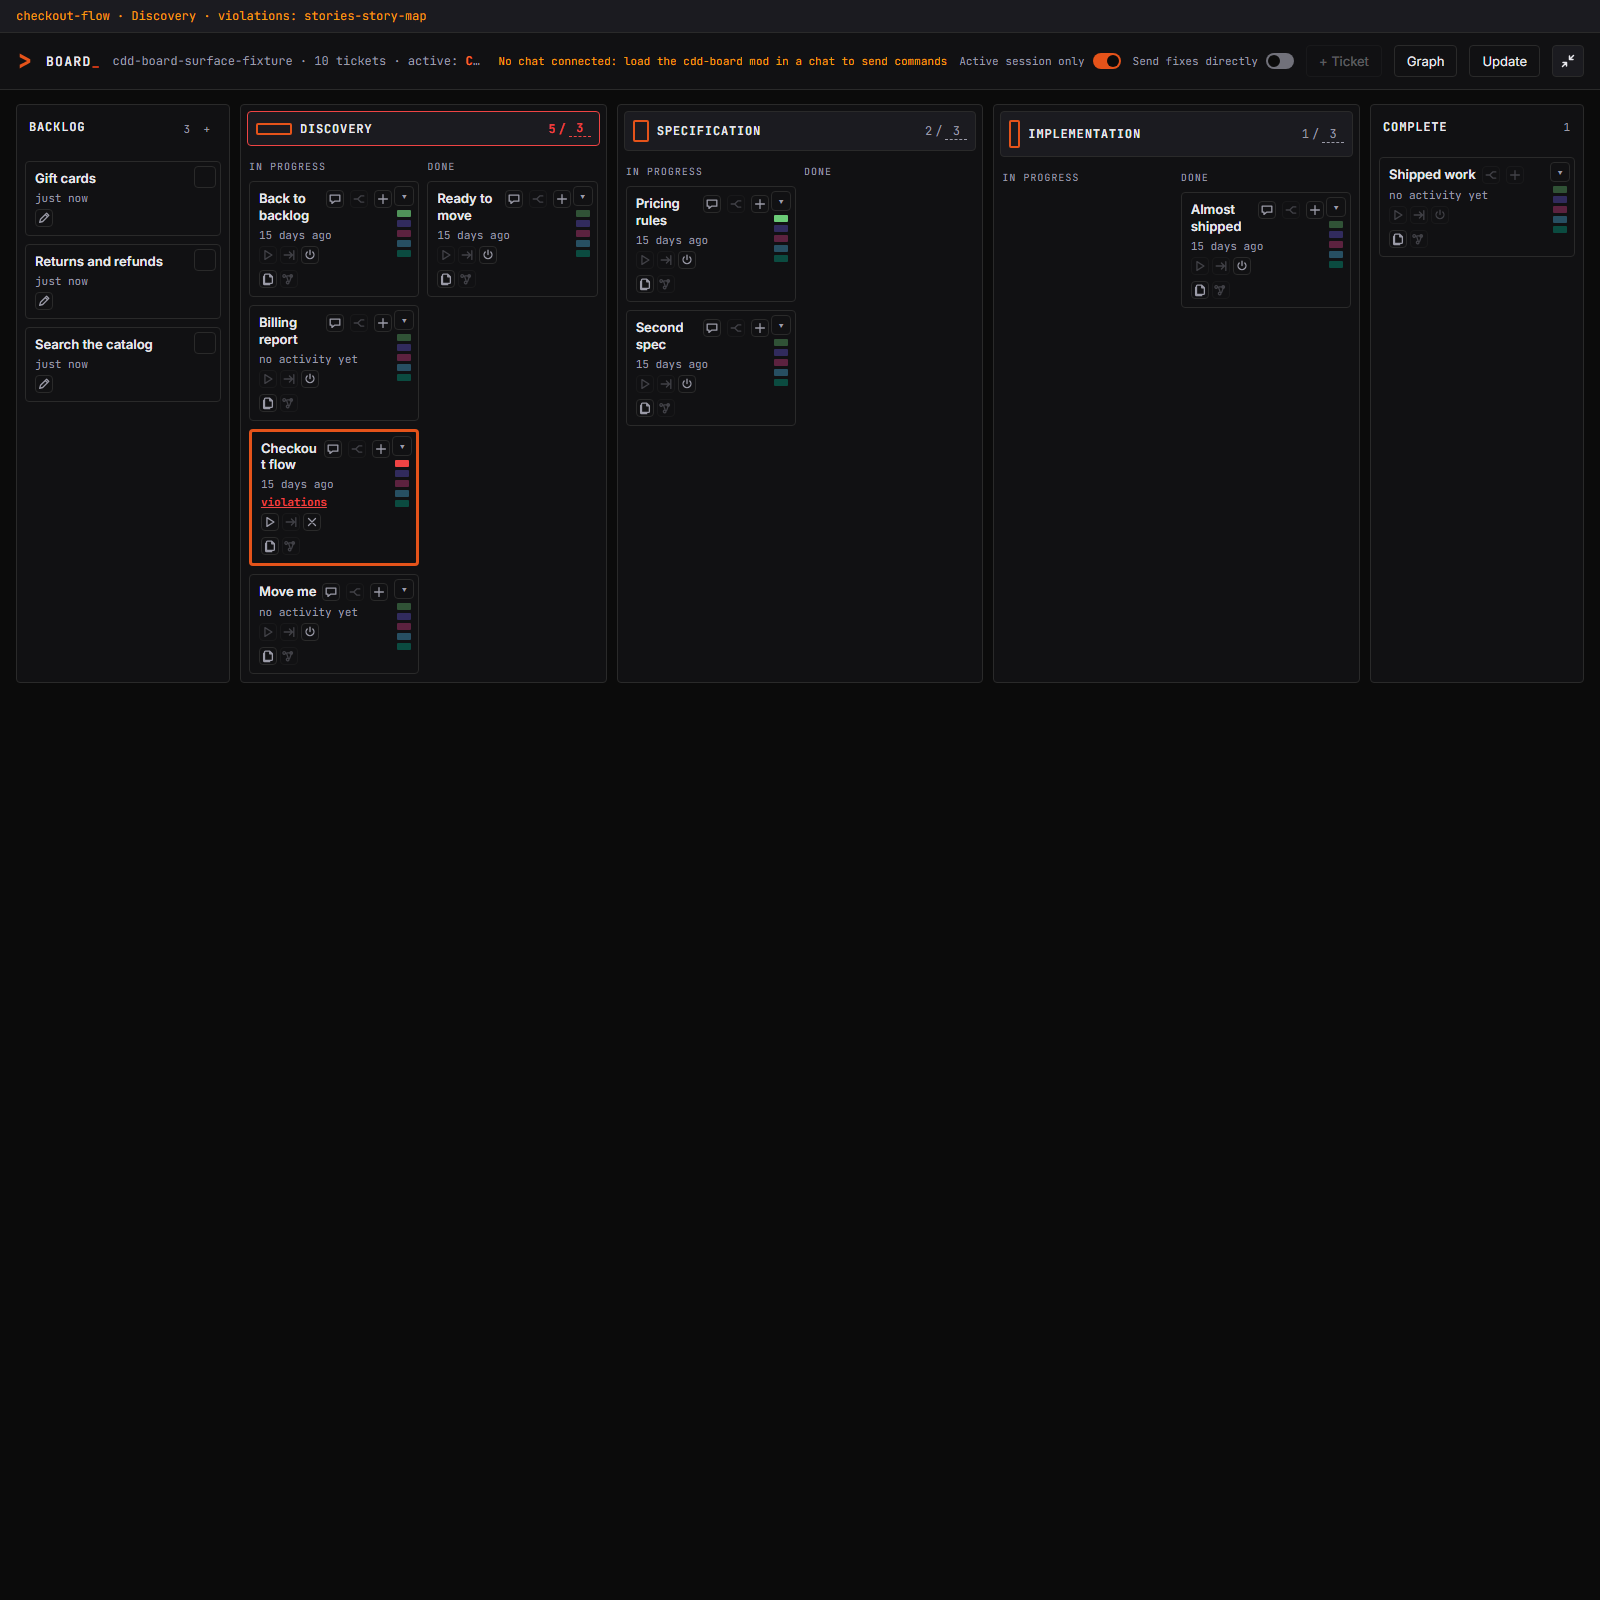 checkout-flow · Discovery · violations: stories-story-map
> BOARD_ cdd-board-surface-fixture · 10 tickets · active: C… No chat connected: load the cdd-board mod in a chat to send commands Active session only Send fixes directly + Ticket Graph Update
BACKLOG 3 +
Gift cards
just now
Returns and refunds
just now
Search the catalog
just now
DISCOVERY 5 / 3
IN PROGRESS
Back to
backlog
15 days ago
Billing
report
no activity yet
Checkou
t flow
15 days ago
violations
Move me
no activity yet
DONE
Ready to
move
15 days ago
SPECIFICATION 2 / 3
IN PROGRESS
Pricing
rules
15 days ago
Second
spec
15 days ago
DONE
IMPLEMENTATION 1 / 3
IN PROGRESS
DONE
Almost
shipped
15 days ago
COMPLETE 1
Shipped work
no activity yet